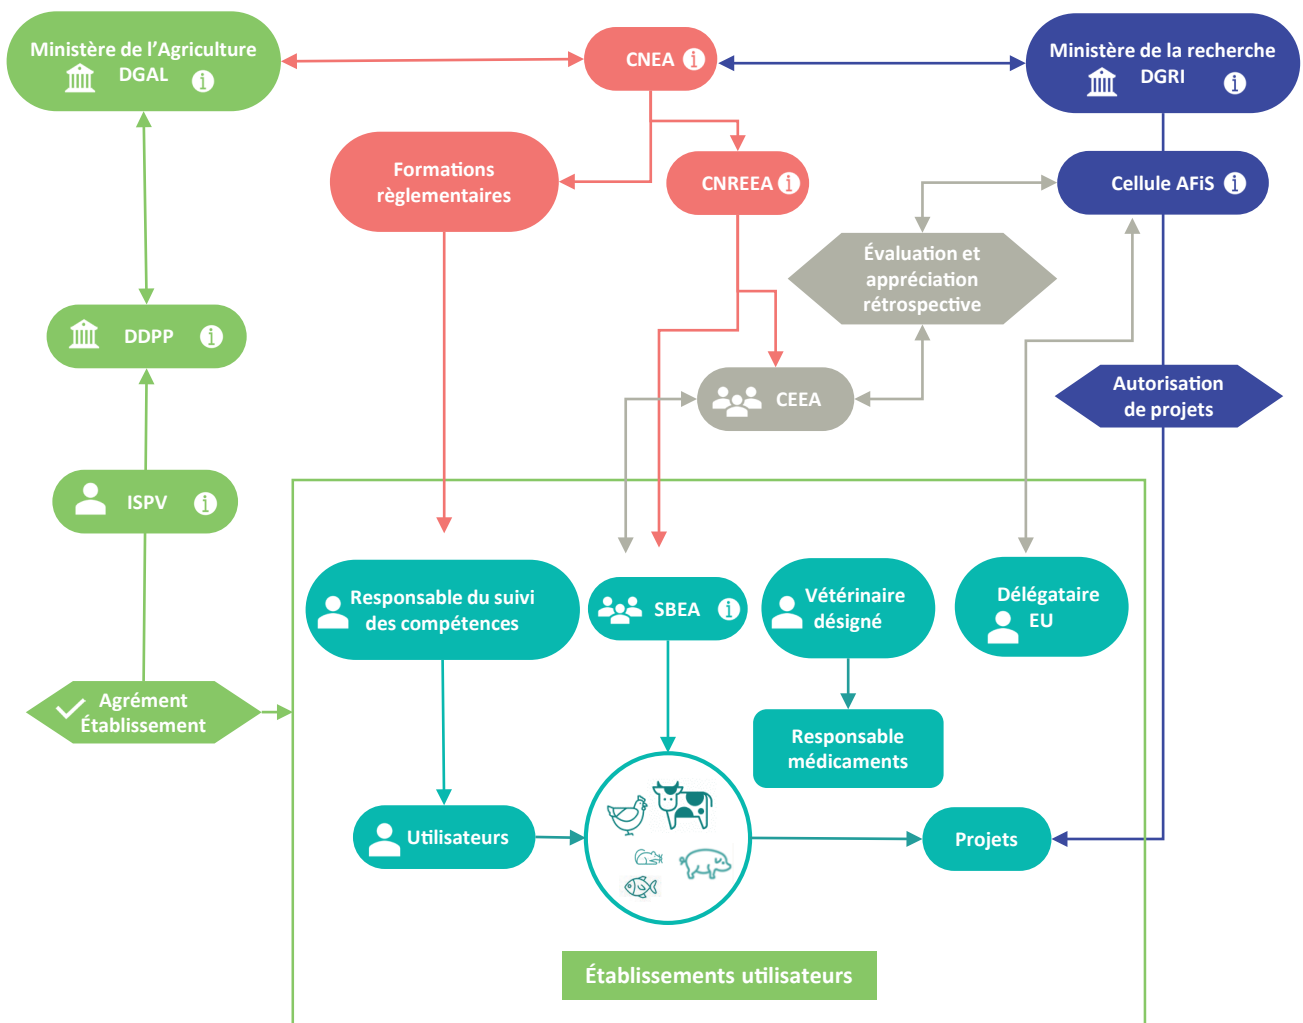 Ministère de l’Agriculture
DGAL
i
CNEA
i
Ministère de la recherche
DGRI
i
Formations
règlementaires
CNREEA
i
Cellule AFiS
i
Évaluation et
appréciation
rétrospective
DDPP
i
CEEA
Autorisation
de projets
ISPV
i
Responsable du suivi
des compétences
SBEA
i
Vétérinaire
désigné
Délégataire
EU
Agrément
Établissement
Responsable
médicaments
Utilisateurs
Projets
Établissements utilisateurs